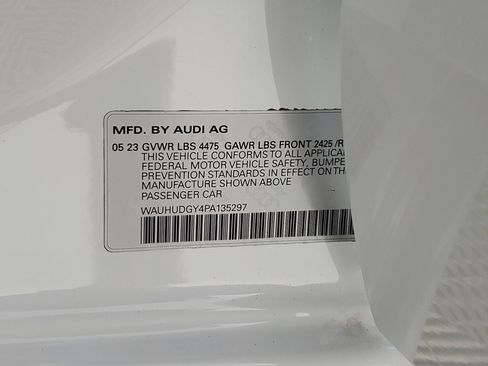 MFD. BY AUDI AG
05 23 GVWR LBS 4475 GAWR LBS FRONT 2425 /R
THIS VEHICLE CONFORMS TO ALL APPLICA
FEDERAL MOTOR VEHICLE SAFETY, BUMPE
PREVENTION STANDARDS IN EFFECT ON TH
MANUFACTURE SHOWN ABOVE
PASSENGER CAR
WAUHUDGY4PA135297